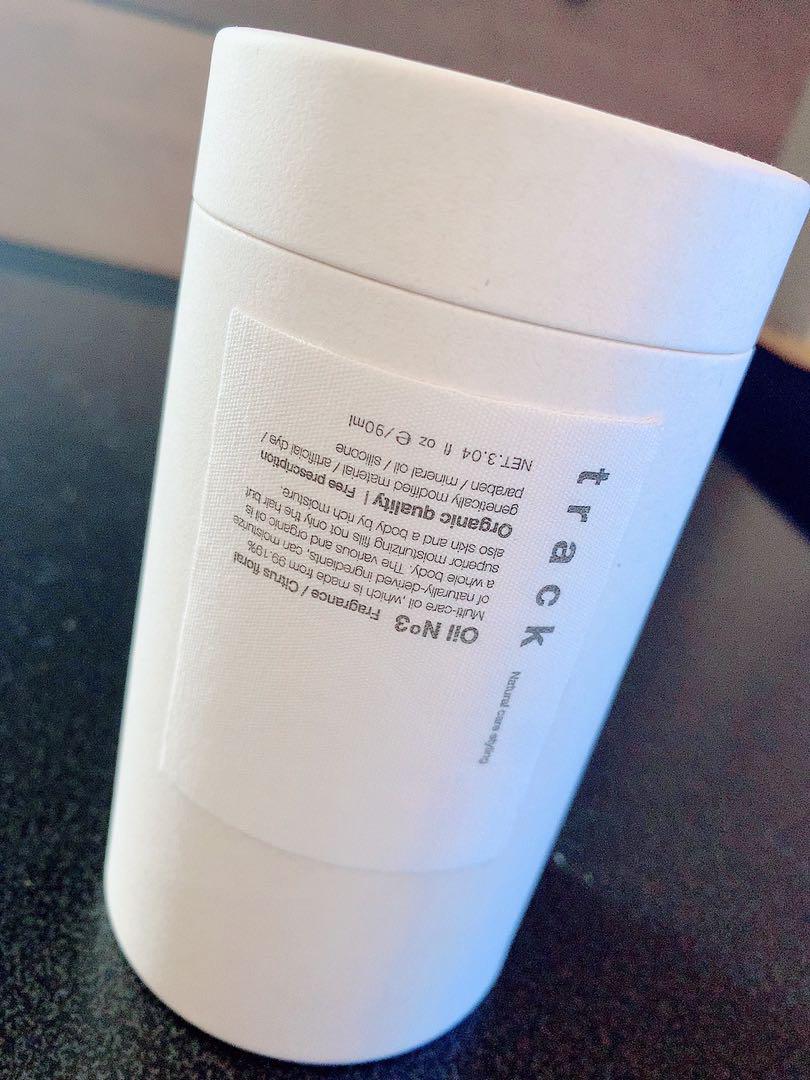 track Natural care styling
Oil Nº3
Fragrance / Citrus floral
Multi-care oil, which is made from 99.19%
of naturally-derived ingredients, can moisturize
a whole body. The various and organic oil is
superior moisturizing fills not only the hair but
also skin and a body by rich moisture.
Organic quality | Free prescription
genetically modified material / artificial dye /
paraben / mineral oil / silicone
NET.3.04 fl oz ℮/90ml